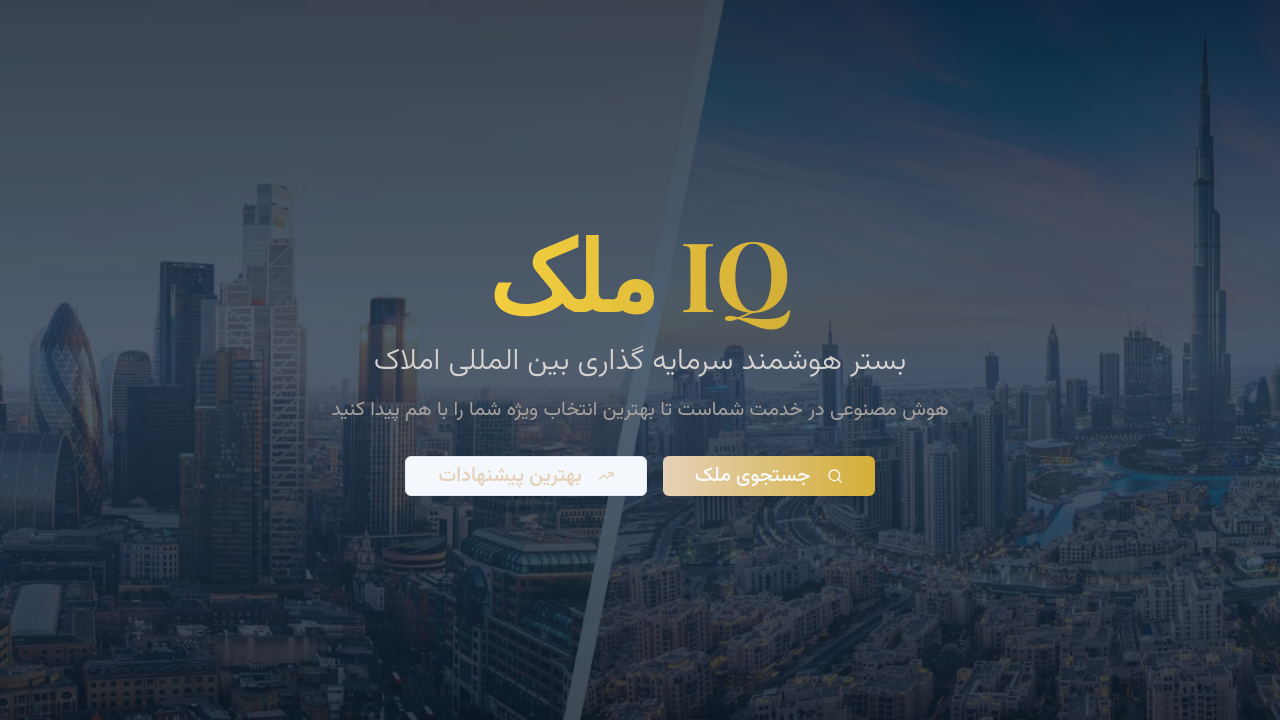 IQ ملک
بستر هوشمند سرمایه گذاری بین المللی املاک
هوش مصنوعی در خدمت شماست تا بهترین انتخاب ویژه شما را با هم پیدا کنید
جستجوی ملک
بهترین پیشنهادات